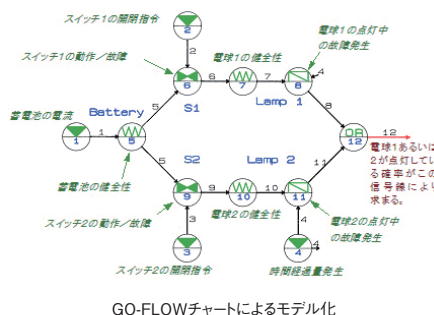 スイッチ1の開閉指令
2
2
スイッチ1の動作/故障
電球1の健全性
電球1の点灯中
の故障発生
4
6
6
7
7
8
Battery
S1
Lamp 1
8
蓄電池の電流
5
1
1
5
OR
12
12
電球1あるいは
2が点灯してい
る確率がこの
信号線により
求まる。
5
S2
Lamp 2
11
蓄電池の健全性
9
9
10
10
11
スイッチ2の動作/故障
電球2の健全性
電球2の点灯中
の故障発生
3
4
3
4
4
スイッチ2の開閉指令
時間経過量発生
GO-FLOWチャートによるモデル化